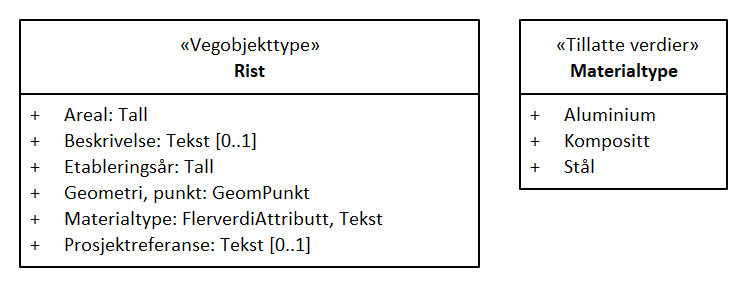 «Vegobjekttype»
Rist
+ Areal: Tall
+ Beskrivelse: Tekst [0..1]
+ Etableringsår: Tall
+ Geometri, punkt: GeomPunkt
+ Materialtype: FlerverdiAttributt, Tekst
+ Prosjektreferanse: Tekst [0..1]
«Tillatte verdier»
Materialtype
+ Aluminium
+ Kompositt
+ Stål